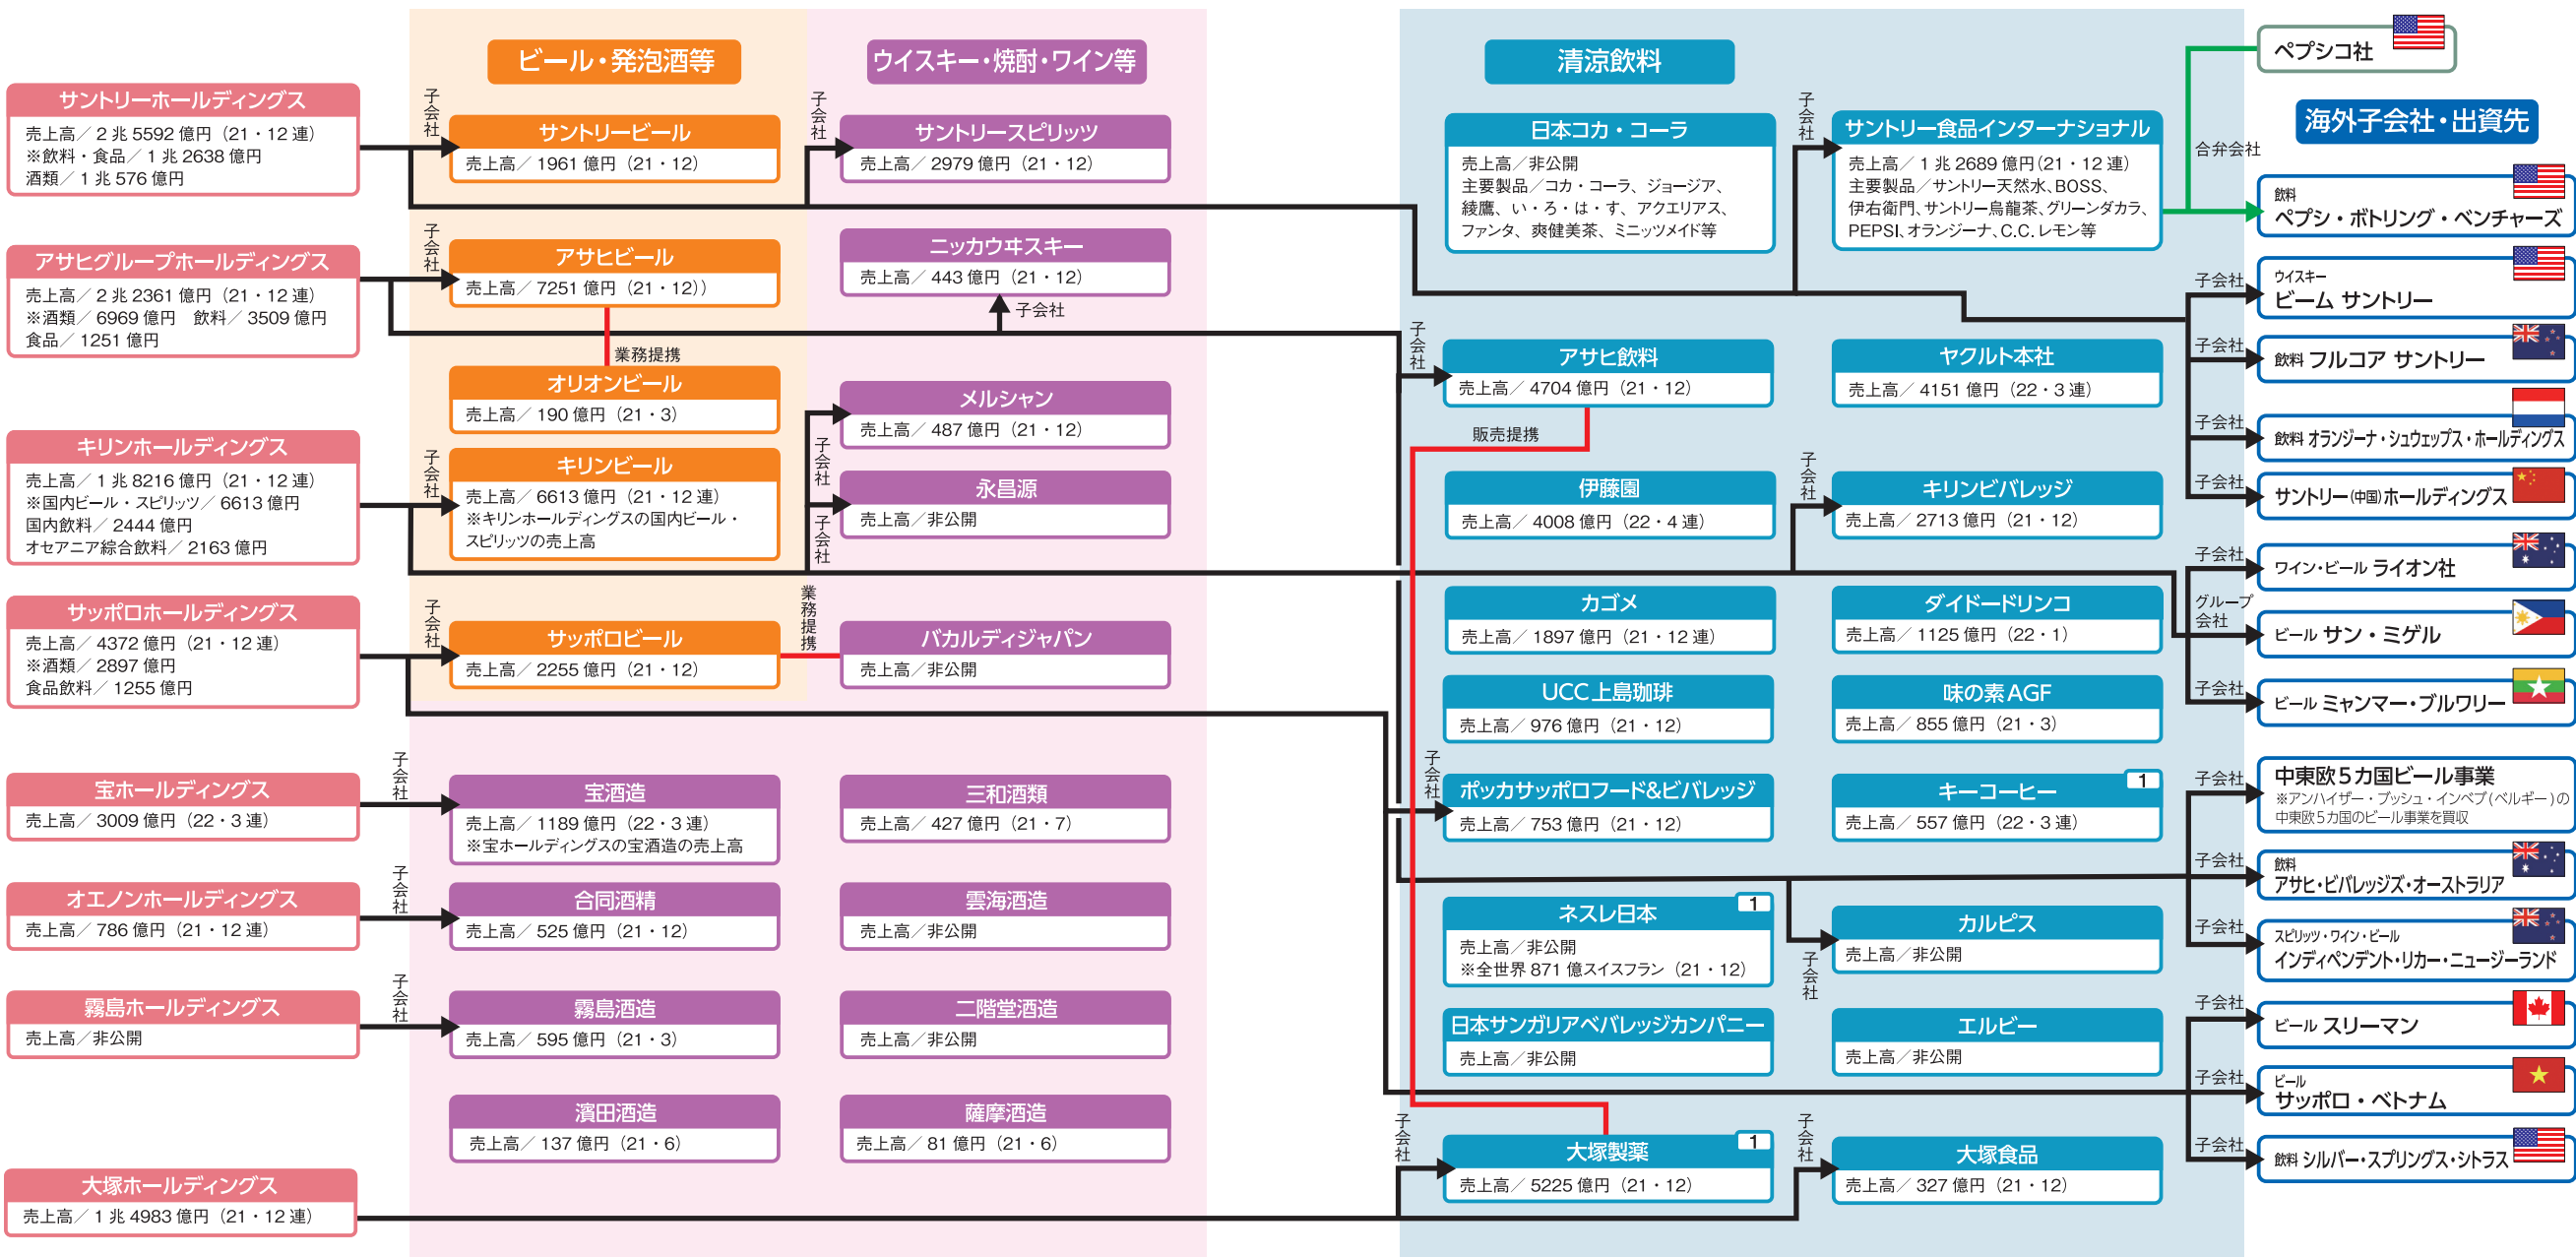 ビール・発泡酒等
ウイスキー・焼酎・ワイン等
清涼飲料
海外子会社・出資先
サントリーホールディングス
売上高／2兆5592億円（21・12連）
※飲料・食品／1兆2638億円
酒類／1兆576億円
子会社
サントリービール
売上高／1961億円（21・12）
子会社
サントリースピリッツ
売上高／2979億円（21・12）
アサヒグループホールディングス
売上高／2兆2361億円（21・12連）
※酒類／6969億円　飲料／3509億円
食品／1251億円
子会社
アサヒビール
売上高／7251億円（21・12））
ニッカウヰスキー
売上高／443億円（21・12）
子会社
業務提携
オリオンビール
売上高／190億円（21・3）
キリンホールディングス
売上高／1兆8216億円（21・12連）
※国内ビール・スピリッツ／6613億円
国内飲料／2444億円
オセアニア綜合飲料／2163億円
子会社
キリンビール
売上高／6613億円（21・12連）
※キリンホールディングスの国内ビール・
スピリッツの売上高
メルシャン
売上高／487億円（21・12）
子会社
永昌源
売上高／非公開
子会社
サッポロホールディングス
売上高／4372億円（21・12連）
※酒類／2897億円
食品飲料／1255億円
子会社
サッポロビール
売上高／2255億円（21・12）
業務提携
バカルディジャパン
売上高／非公開
宝ホールディングス
売上高／3009億円（22・3連）
子会社
宝酒造
売上高／1189億円（22・3連）
※宝ホールディングスの宝酒造の売上高
三和酒類
売上高／427億円（21・7）
オエノンホールディングス
売上高／786億円（21・12連）
子会社
合同酒精
売上高／525億円（21・12）
雲海酒造
売上高／非公開
霧島ホールディングス
売上高／非公開
子会社
霧島酒造
売上高／595億円（21・3）
二階堂酒造
売上高／非公開
濱田酒造
売上高／137億円（21・6）
薩摩酒造
売上高／81億円（21・6）
大塚ホールディングス
売上高／1兆4983億円（21・12連）
日本コカ・コーラ
売上高／非公開
主要製品／コカ・コーラ、ジョージア、
綾鷹、い・ろ・は・す、アクエリアス、
ファンタ、爽健美茶、ミニッツメイド等
子会社
サントリー食品インターナショナル
売上高／1兆2689億円（21・12連）
主要製品／サントリー天然水、BOSS、
伊右衛門、サントリー烏龍茶、グリーンダカラ、
PEPSI、オランジーナ、C.C.レモン等
子会社
アサヒ飲料
売上高／4704億円（21・12）
ヤクルト本社
売上高／4151億円（22・3連）
販売提携
伊藤園
売上高／4008億円（22・4連）
子会社
キリンビバレッジ
売上高／2713億円（21・12）
カゴメ
売上高／1897億円（21・12連）
ダイドードリンコ
売上高／1125億円（22・1）
UCC上島珈琲
売上高／976億円（21・12）
味の素AGF
売上高／855億円（21・3）
子会社
ポッカサッポロフード&ビバレッジ
売上高／753億円（21・12）
キーコーヒー
1
売上高／557億円（22・3連）
ネスレ日本
1
売上高／非公開
※全世界871億スイスフラン（21・12）
子会社
カルピス
売上高／非公開
日本サンガリアベバレッジカンパニー
売上高／非公開
エルビー
売上高／非公開
子会社
大塚製薬
1
売上高／5225億円（21・12）
子会社
大塚食品
売上高／327億円（21・12）
ペプシコ社
合弁会社
飲料
ペプシ・ボトリング・ベンチャーズ
子会社
ウイスキー
ビーム サントリー
子会社
飲料 フルコア サントリー
子会社
飲料 オランジーナ・シュウェップス・ホールディングス
子会社
サントリー(中国)ホールディングス
子会社
ワイン・ビール ライオン社
グループ
会社
ビール サン・ミゲル
子会社
ビール ミャンマー・ブルワリー
子会社
中東欧5カ国ビール事業
※アンハイザー・ブッシュ・インベブ(ベルギー)の
中東欧5カ国のビール事業を買収
子会社
飲料
アサヒ・ビバレッジズ・オーストラリア
子会社
スピリッツ・ワイン・ビール
インディペンデント・リカー・ニュージーランド
子会社
ビール スリーマン
子会社
ビール
サッポロ・ベトナム
子会社
飲料 シルバー・スプリングス・シトラス